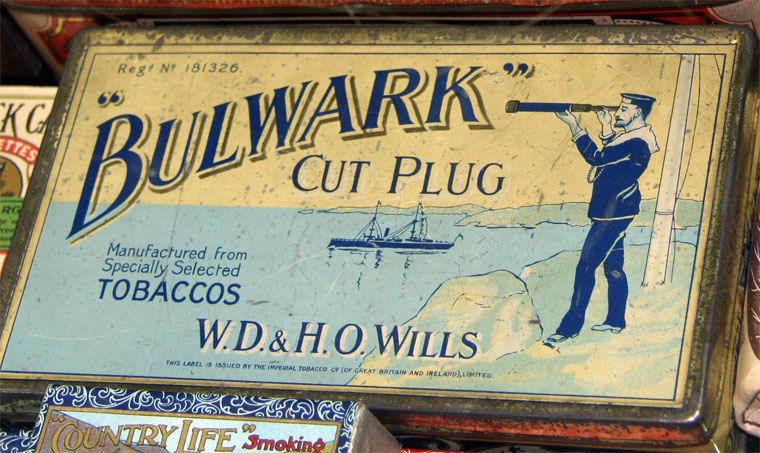 Regd No 181326.
"BULWARK"
CUT PLUG
Manufactured from
Specially Selected
TOBACCOS
W.D. & H.O. WILLS
THIS LABEL IS ISSUED BY THE IMPERIAL TOBACCO Co (OF GREAT BRITAIN AND IRELAND), LIMITED.
"COUNTRY LIFE" Smoking